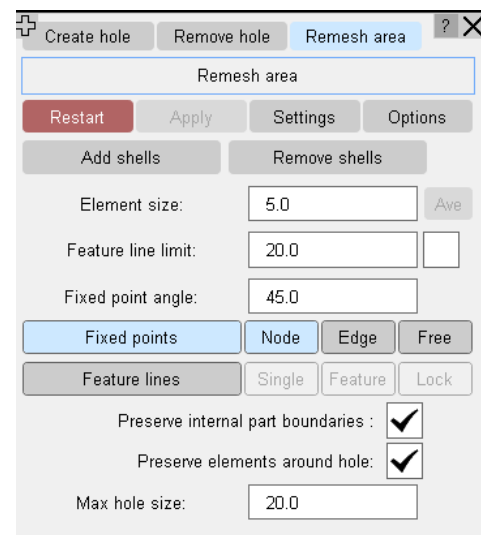 Create hole Remove hole Remesh area ? X
Remesh area
Restart Apply Settings Options
Add shells Remove shells
Element size: 5.0 Ave
Feature line limit: 20.0
Fixed point angle: 45.0
Fixed points Node Edge Free
Feature lines Single Feature Lock
Preserve internal part boundaries :
Preserve elements around hole:
Max hole size: 20.0